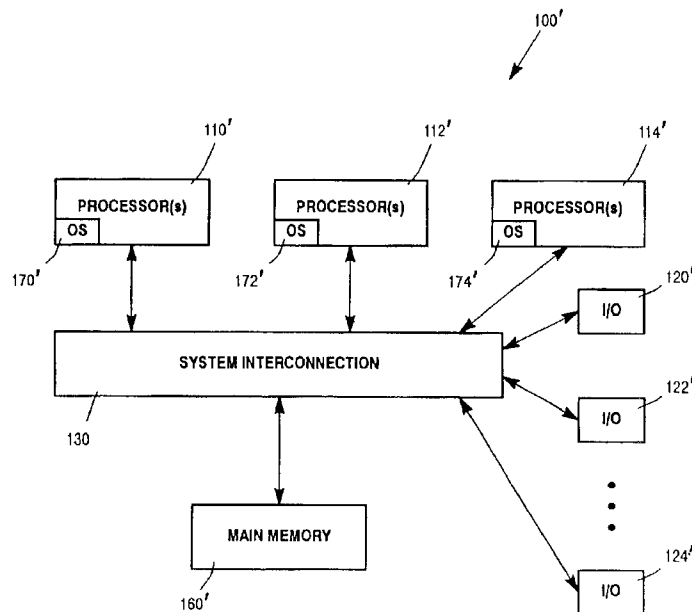 100'
110'
112'
114'
PROCESSOR(s)
OS
PROCESSOR(s)
OS
PROCESSOR(s)
OS
170'
172'
174'
120'
I/O
SYSTEM INTERCONNECTION
130
122'
I/O
MAIN MEMORY
160'
124'
I/O